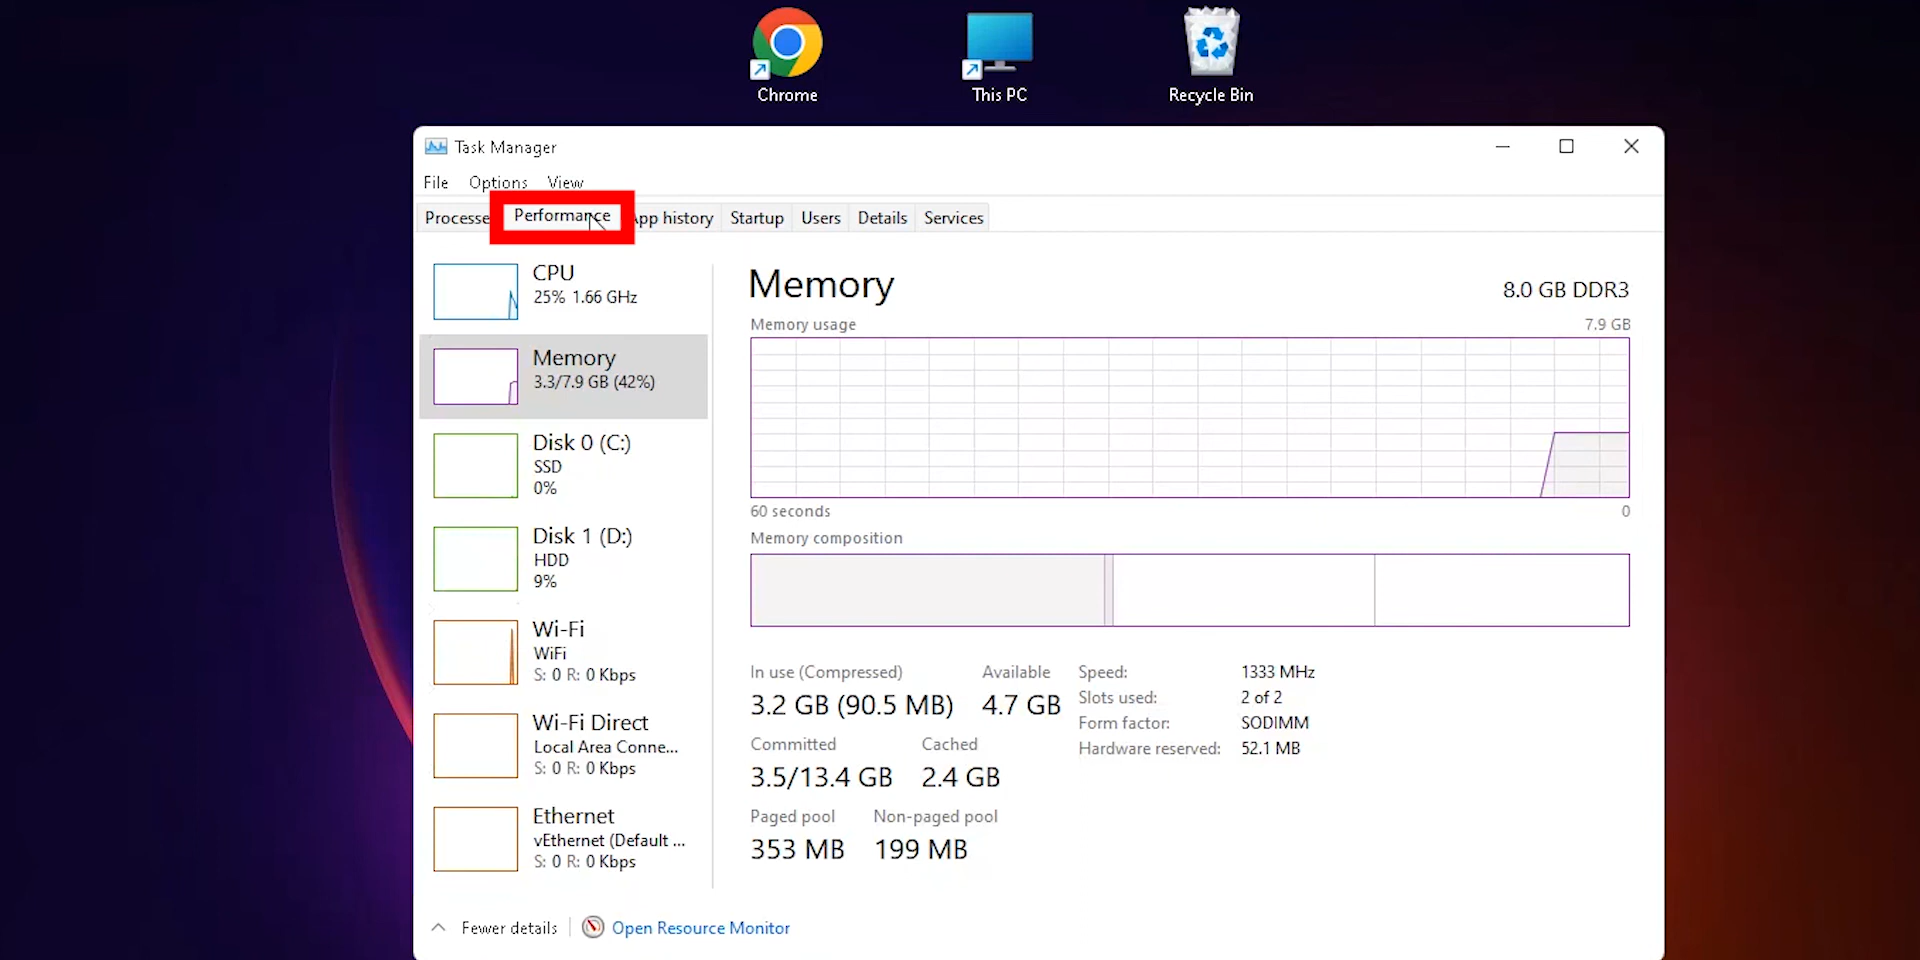 Chrome
This PC
Recycle Bin
Task Manager
File Options View
Processe Performance pp history Startup Users Details Services
CPU
25% 1.66 GHz
Memory
3.3/7.9 GB (42%)
Disk 0 (C:)
SSD
0%
Disk 1 (D:)
HDD
9%
Wi-Fi
WiFi
S: 0 R: 0 Kbps
Wi-Fi Direct
Local Area Conne...
S: 0 R: 0 Kbps
Ethernet
vEthernet (Default ...
S: 0 R: 0 Kbps
Memory 8.0 GB DDR3
Memory usage 7.9 GB
60 seconds 0
Memory composition
In use (Compressed) Available
3.2 GB (90.5 MB) 4.7 GB
Committed Cached
3.5/13.4 GB 2.4 GB
Paged pool Non-paged pool
353 MB 199 MB
Speed: 1333 MHz
Slots used: 2 of 2
Form factor: SODIMM
Hardware reserved: 52.1 MB
Fewer details Open Resource Monitor